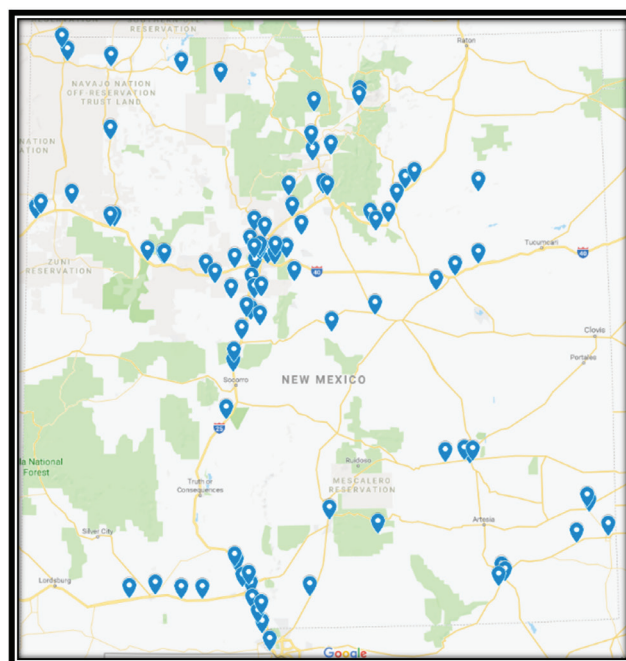 RESERVATION
Raton
NAVAJO NATION
OFF-RESERVATION
TRUST LAND
NATION
ZUNI
RESERVATION
Tucumcari
40
40
Clovis
Portales
NEW MEXICO
Socorro
25
la National
Forest
Ruidoso
MESCALERO
RESERVATION
Truth or
Consequences
Artesia
Silver City
Lordsburg
Google